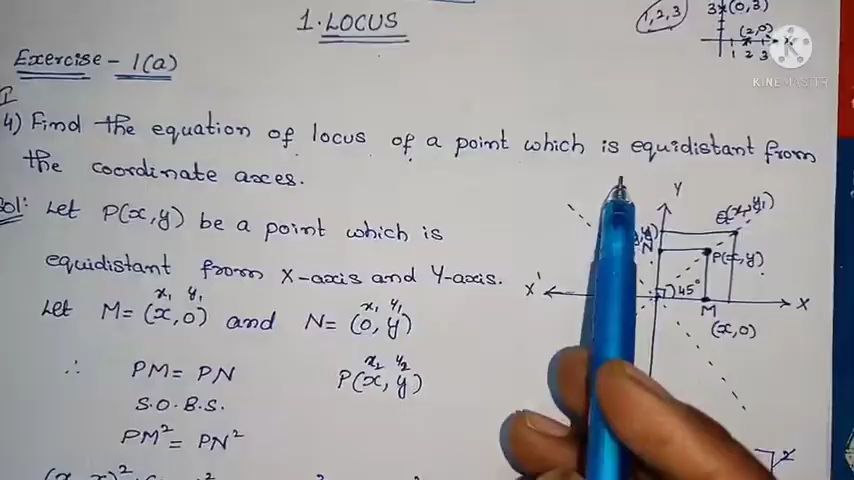 1. LOCUS
1,2,3
3 (0,3)
(2,0)
1 2 3
X
KINEMASTER
Exercise - 1(a)
I
4) Find the equation of locus of a point which is equidistant from
the coordinate axes.
Sol: Let P(x,y) be a point which is
equidistant from X-axis and Y-axis.
x₁ y₁ x₁ y₁
Let M = (x,0) and N = (0,y)
∴ PM = PN
x₂ y₂
P(x,y)
S.O.B.S.
PM² = PN²
Y
N
P(x,y)
X'
45°
X
M
(x,0)